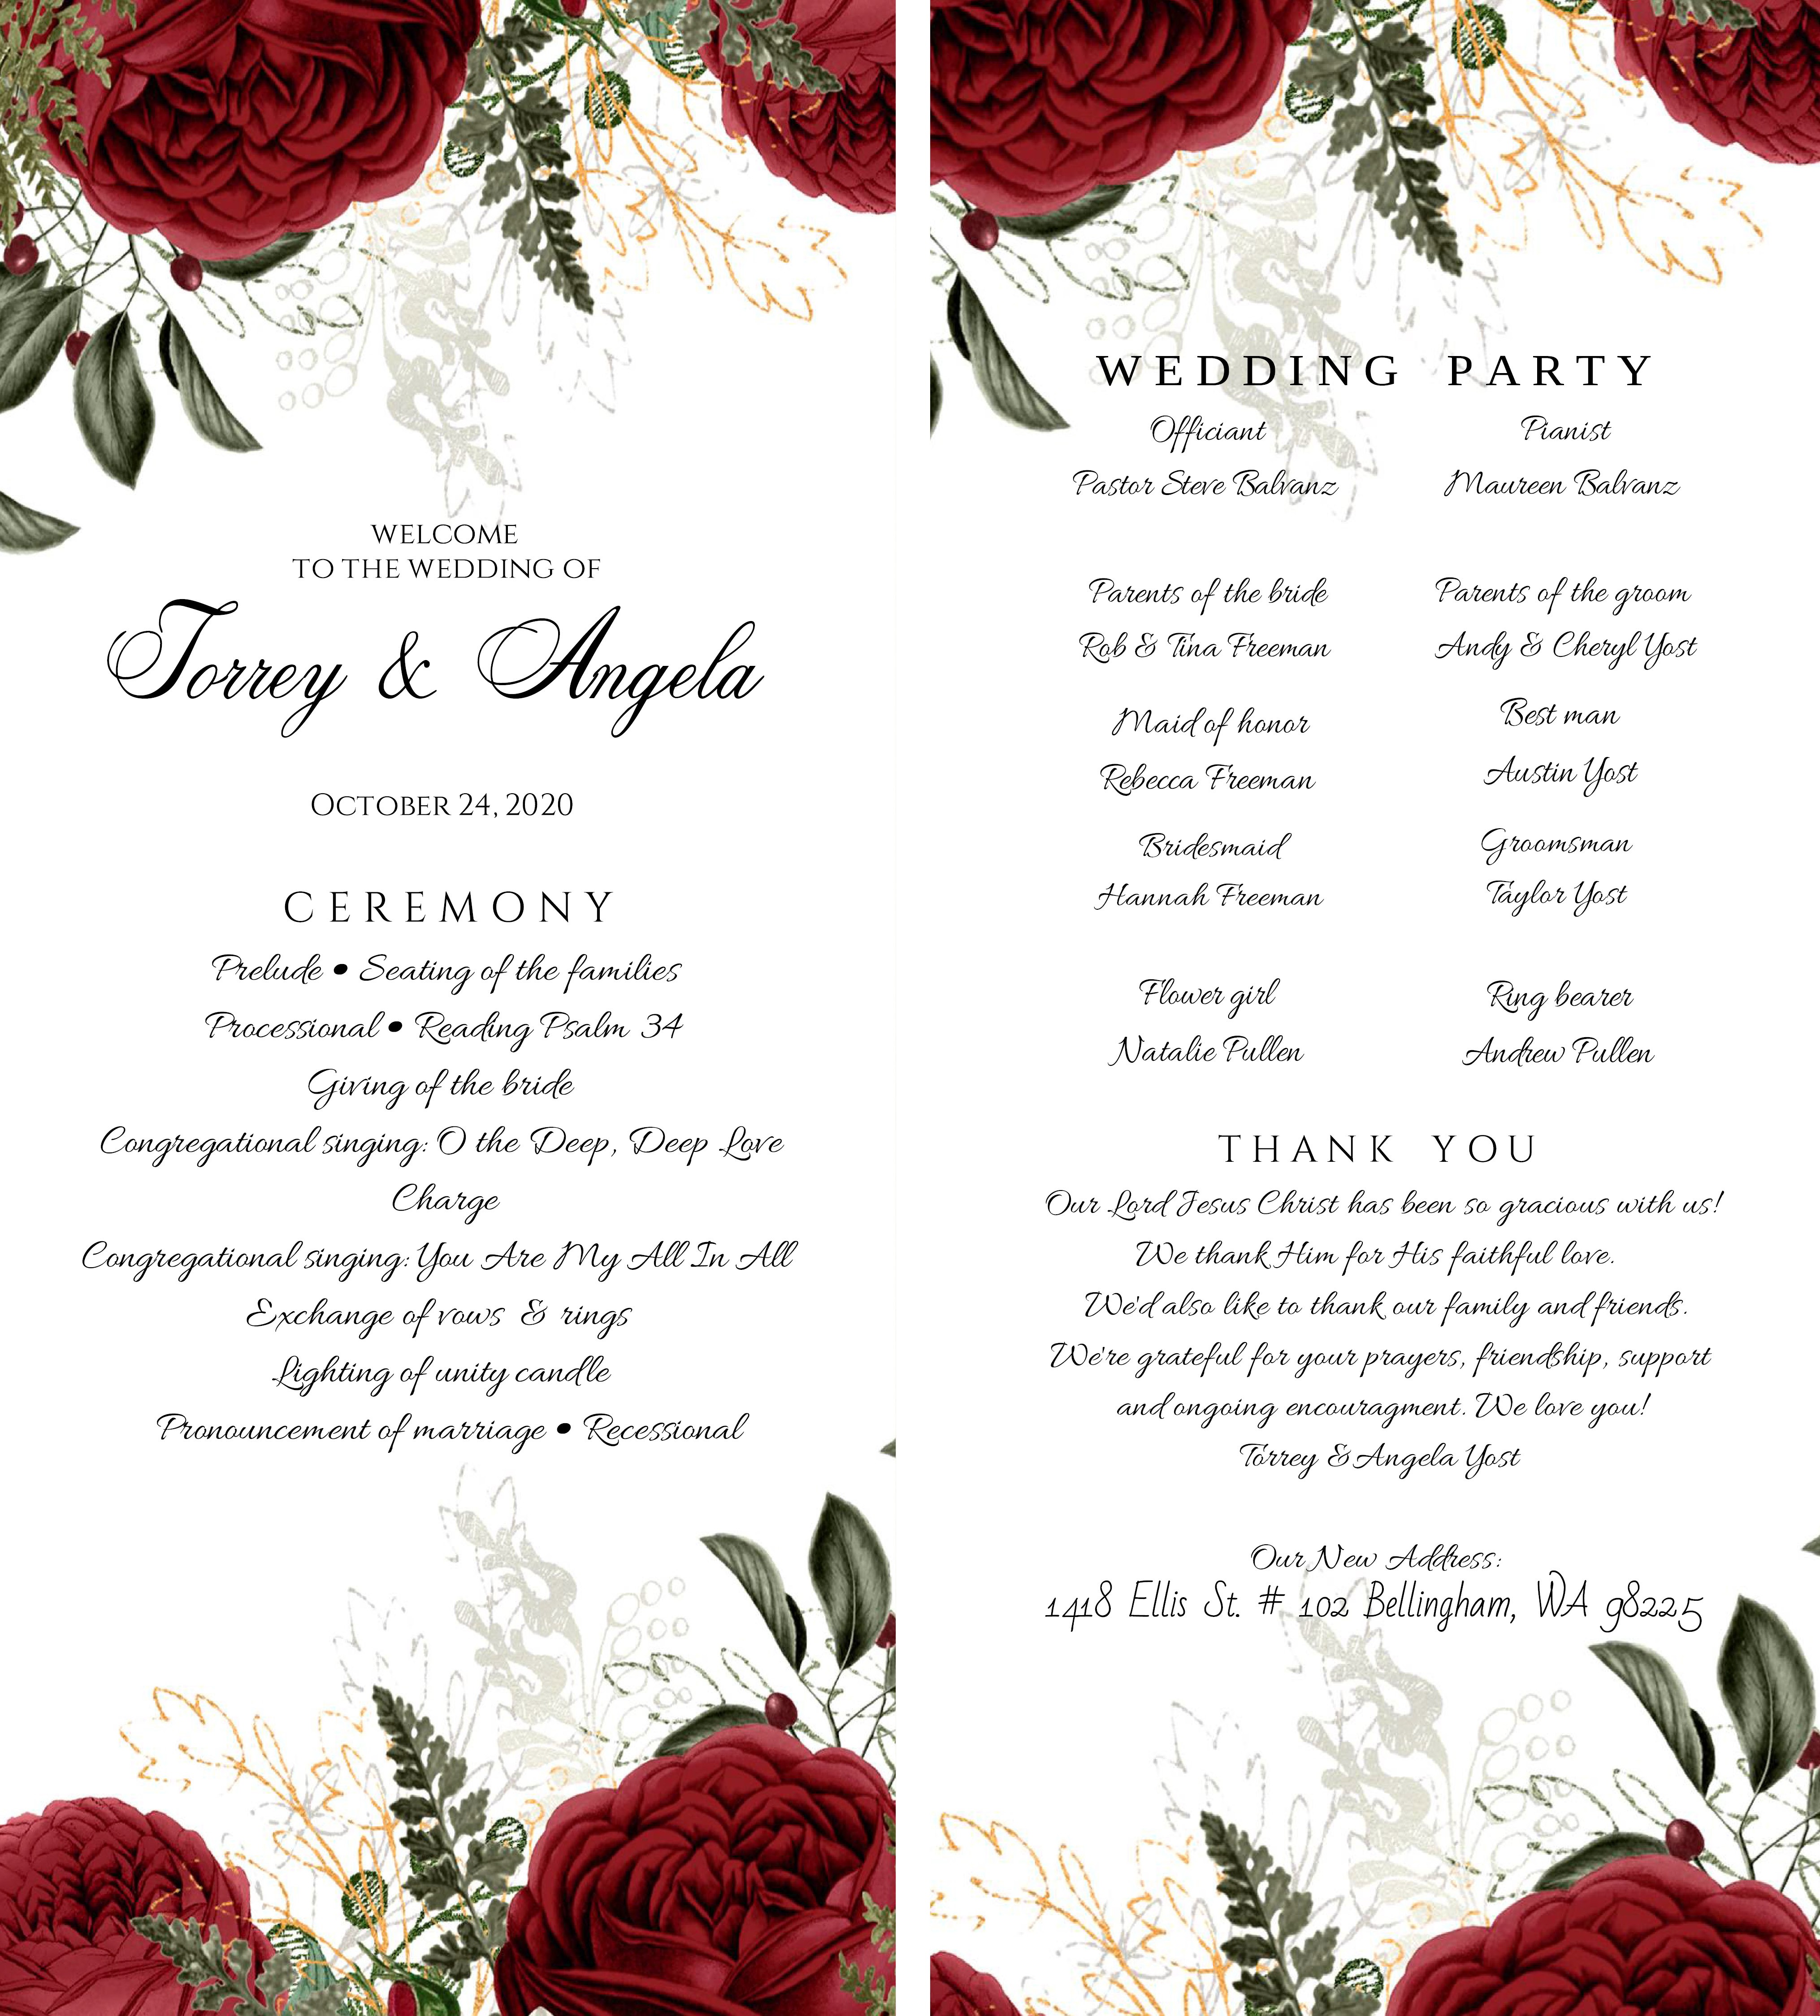 WELCOME
TO THE WEDDING OF
Torrey & Angela
OCTOBER 24, 2020
CEREMONY
Prelude • Seating of the families
Processional • Reading Psalm 34
Giving of the bride
Congregational singing: O the Deep, Deep Love
Charge
Congregational singing: You Are My All In All
Exchange of vows & rings
Lighting of unity candle
Pronouncement of marriage • Recessional
WEDDING PARTY
Officiant Pianist
Pastor Steve Balvanz Maureen Balvanz
Parents of the bride Parents of the groom
Rob & Tina Freeman Andy & Cheryl Yost
Maid of honor Best man
Rebecca Freeman Austin Yost
Bridesmaid Groomsman
Hannah Freeman Taylor Yost
Flower girl Ring bearer
Natalie Pullen Andrew Pullen
THANK YOU
Our Lord Jesus Christ has been so gracious with us!
We thank Him for His faithful love.
We'd also like to thank our family and friends.
We're grateful for your prayers, friendship, support
and ongoing encouragment. We love you!
Torrey & Angela Yost
Our New Address:
1418 Ellis St. # 102 Bellingham, WA 98225